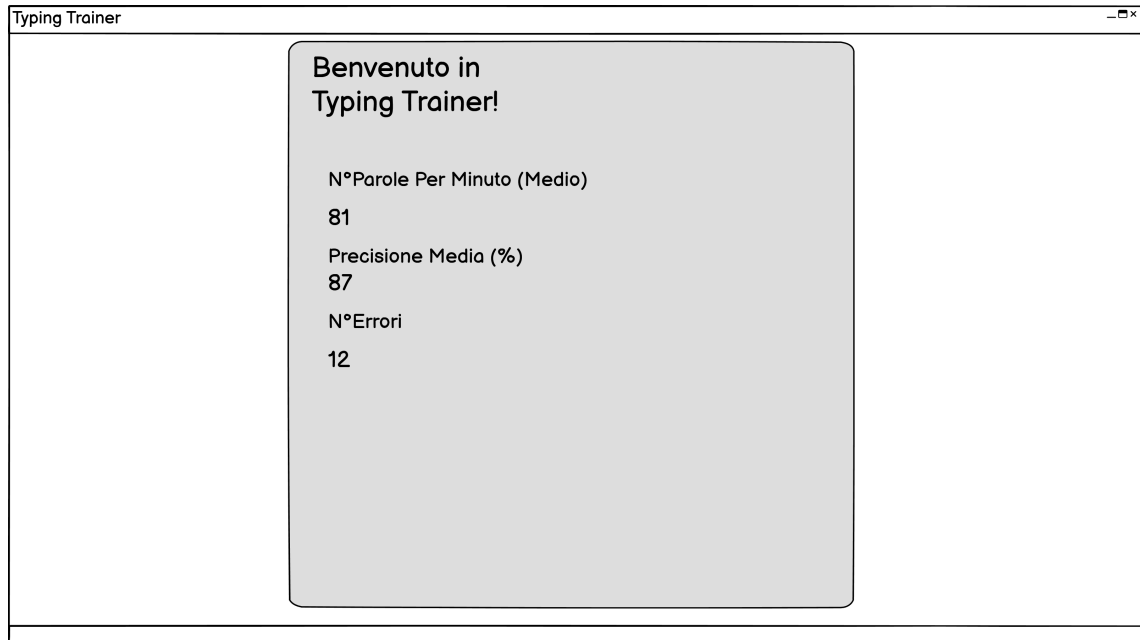 Typing Trainer
Benvenuto in
Typing Trainer!
N°Parole Per Minuto (Medio)
81
Precisione Media (%)
87
N°Errori
12